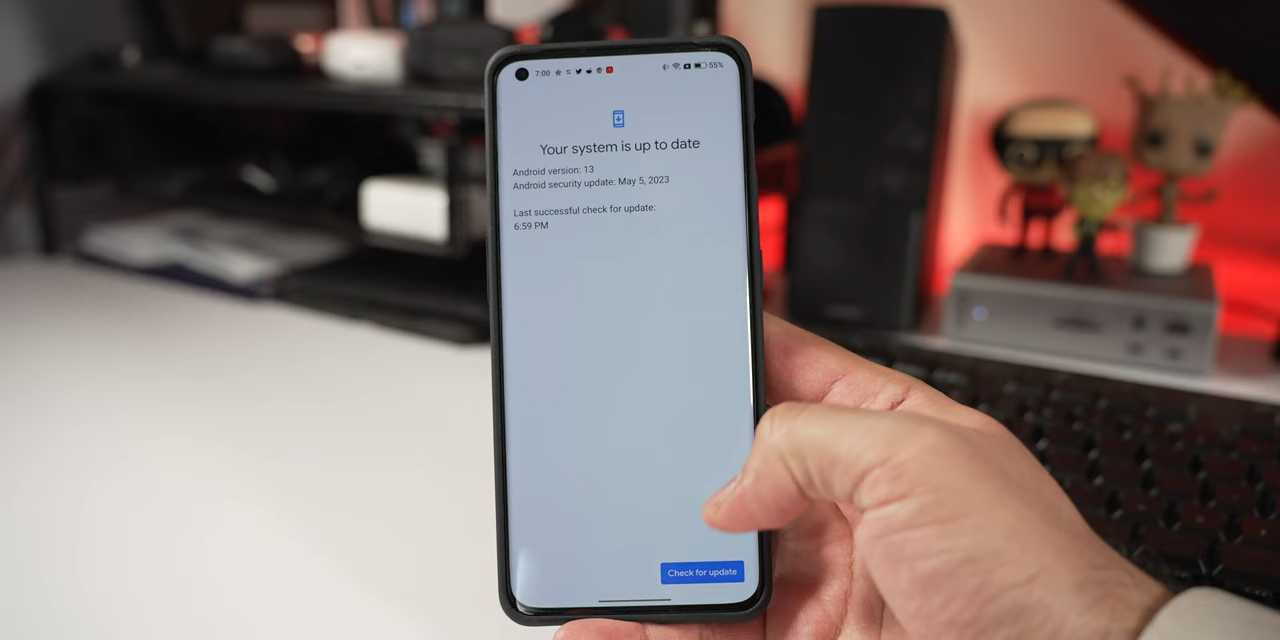 7:00 55%
Your system is up to date
Android version: 13
Android security update: May 5, 2023
Last successful check for update:
6:59 PM
Check for update